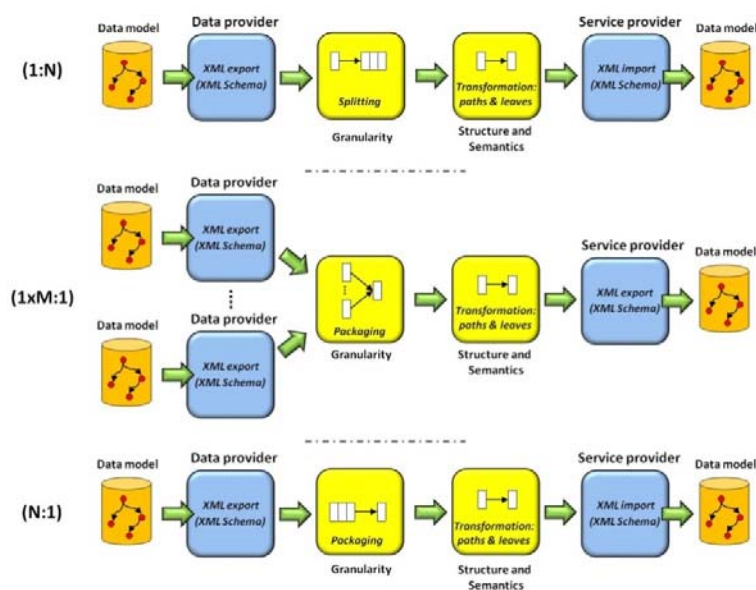 Data model
Data provider
Service provider
Data model
(1:N)
XML export
(XML Schema)
Splitting
Transformation:
paths & leaves
XML import
(XML Schema)
Granularity
Structure and
Semantics
Data model
Data provider
XML export
(XML Schema)
Service provider
Data model
(1xM:1)
Packaging
Transformation:
paths & leaves
XML export
(XML Schema)
Granularity
Structure and
Semantics
Data model
Data provider
XML export
(XML Schema)
Data model
Data provider
Service provider
Data model
(N:1)
XML export
(XML Schema)
Packaging
Transformation:
paths & leaves
XML import
(XML Schema)
Granularity
Structure and
Semantics